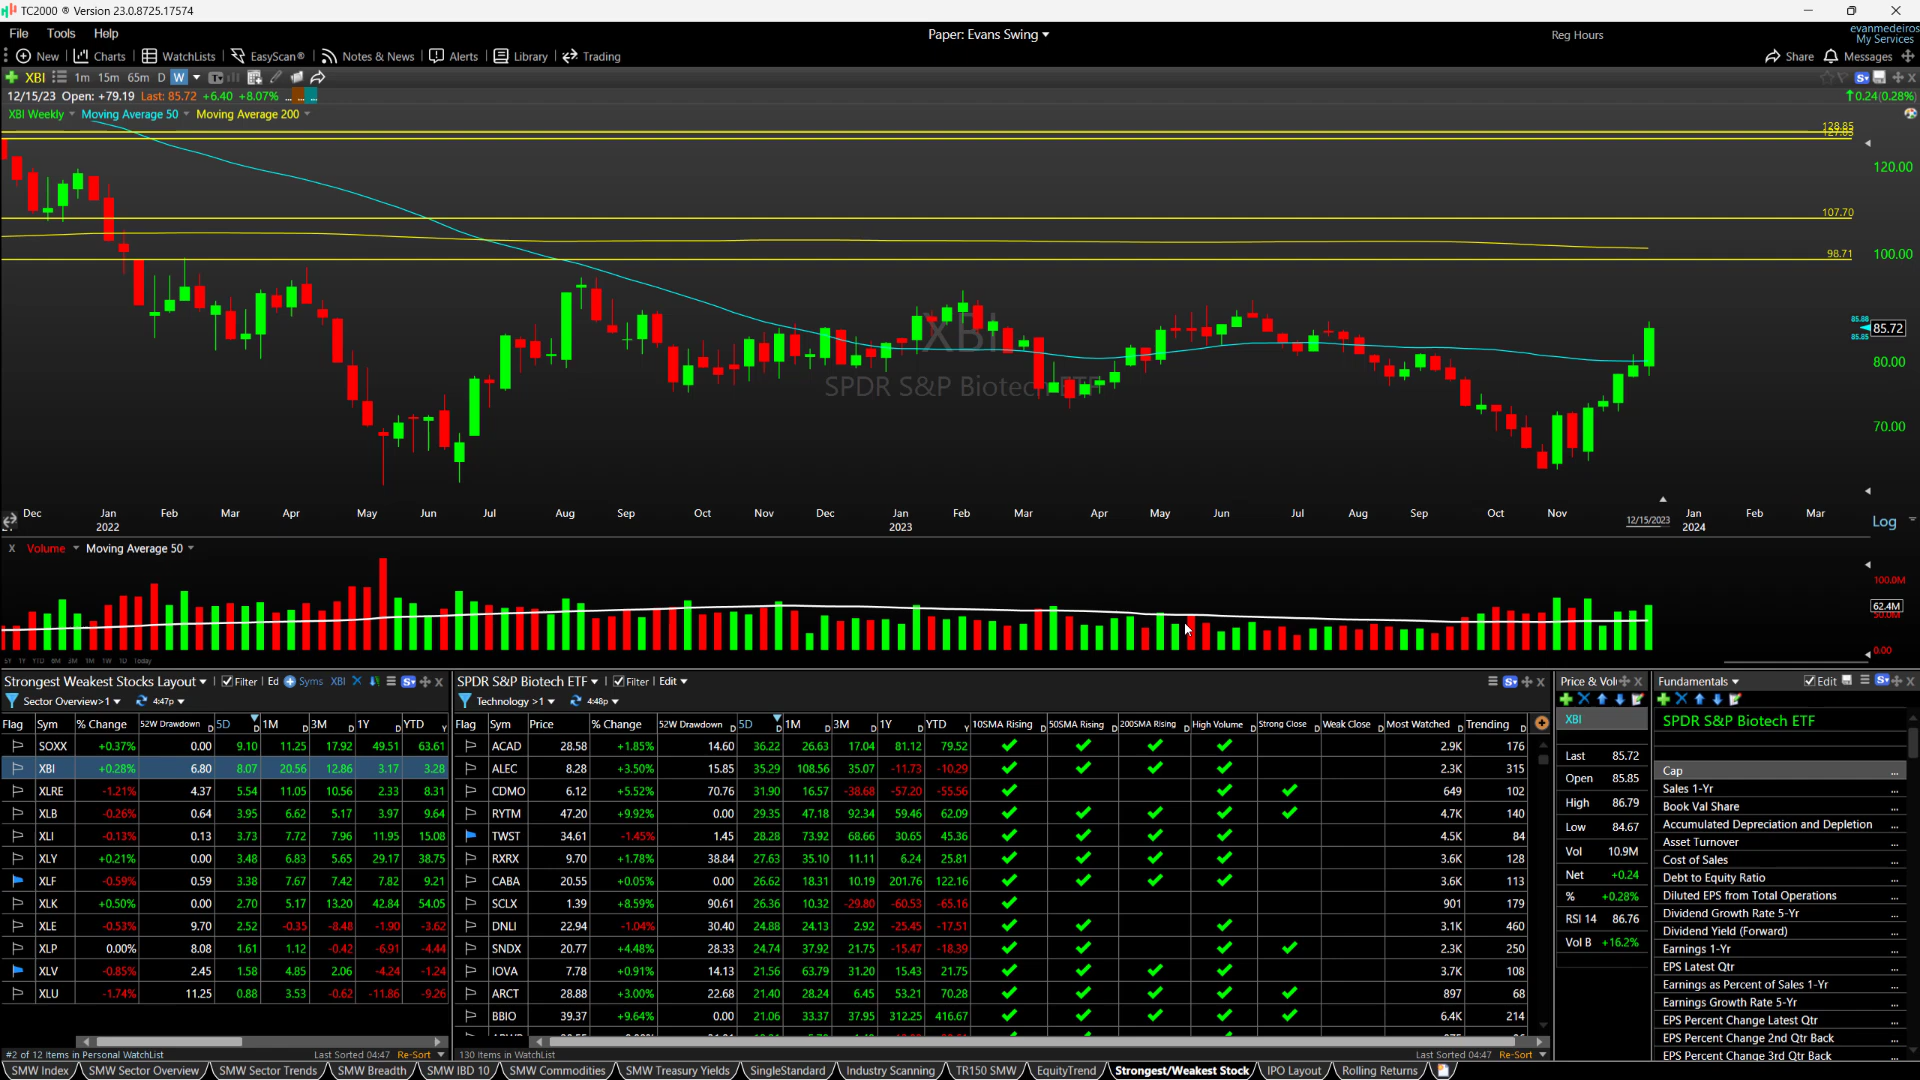 TC2000 ® Version 23.0.8725.17574
File Tools Help
Paper: Evans Swing
Reg Hours
evanmedeiros
My Services
New Charts WatchLists EasyScan® Notes & News Alerts Library Trading
Share Messages
XBI 1m 15m 65m D W
12/15/23 Open: +79.19 Last: 85.72 +6.40 +8.07% ... ... ...
0.24(0.28%)
XBI Weekly Moving Average 50 Moving Average 200
128.85
120.00
107.70
100.00
98.71
85.88
85.72
85.85
80.00
70.00
XBI
SPDR S&P Biotech ETF
Dec Jan Feb Mar Apr May Jun Jul Aug Sep Oct Nov Dec Jan Feb Mar Apr May Jun Jul Aug Sep Oct Nov 12/15/2023 Jan Feb Mar
2022 2023 2024
Log
X Volume Moving Average 50
100.0M
62.4M
50.0M
0.00
5Y 1Y YTD 6M 3M 1M 1W 1D Today
Strongest Weakest Stocks Layout Filter Ed Syms XBI
Sector Overview>1 4:47p
Flag Sym % Change 52W Drawdown D 5D D 1M D 3M D 1Y D YTD Y
SOXX +0.37% 0.00 9.10 11.25 17.92 49.51 63.61
XBI +0.28% 6.80 8.07 20.56 12.86 3.17 3.28
XLRE -1.21% 4.37 5.54 11.05 10.56 2.33 8.31
XLB -0.26% 0.64 3.95 6.62 5.17 3.97 9.64
XLI -0.13% 0.13 3.73 7.72 7.96 11.95 15.08
XLY +0.21% 0.00 3.48 6.83 5.65 29.17 38.75
XLF -0.59% 0.59 3.38 7.67 7.42 7.82 9.21
XLK +0.50% 0.00 2.70 5.17 13.20 42.84 54.05
XLE -0.53% 9.70 2.52 -0.35 -8.48 -1.90 -3.62
XLP 0.00% 8.08 1.61 1.12 -0.42 -6.91 -4.44
XLV -0.85% 2.45 1.58 4.85 2.06 -4.24 -1.24
XLU -1.74% 11.25 0.88 3.53 -0.62 -11.86 -9.26
#2 of 12 Items in Personal WatchList Last Sorted 04:47 Re-Sort
SPDR S&P Biotech ETF Filter Edit
Technology >1 4:48p
Flag Sym Price % Change 52W Drawdown D 5D D 1M D 3M D 1Y D YTD Y 10SMA Rising D 50SMA Rising D 200SMA Rising D High Volume D Strong Close D Weak Close D Most Watched D Trending D
ACAD 28.58 +1.85% 14.60 36.22 26.63 17.04 81.12 79.52 2.9K 176
ALEC 8.28 +3.50% 15.85 35.29 108.56 35.07 -11.73 -10.29 2.3K 315
CDMO 6.12 +5.52% 70.76 31.90 16.57 -38.68 -57.20 -55.56 649 102
RYTM 47.20 +9.92% 0.00 29.35 47.18 92.34 59.46 62.09 4.7K 140
TWST 34.61 -1.45% 1.45 28.28 73.92 68.66 30.65 45.36 4.5K 84
RXRX 9.70 +1.78% 38.84 27.63 35.10 11.11 6.24 25.81 3.6K 128
CABA 20.55 +0.05% 0.00 26.62 18.31 10.19 201.76 122.16 3.6K 113
SCLX 1.39 +8.59% 90.61 26.36 10.32 -29.80 -60.53 -65.16 901 179
DNLI 22.94 -1.04% 30.40 24.88 24.13 2.92 -25.45 -17.51 3.1K 460
SNDX 20.77 +4.48% 28.33 24.74 37.92 21.75 -15.47 -18.39 2.3K 250
IOVA 7.78 +0.91% 14.13 21.56 63.79 31.20 15.43 21.75 3.7K 108
ARCT 28.88 +3.00% 22.68 21.40 28.24 6.45 53.21 70.28 897 68
BBIO 39.37 +9.64% 0.00 21.06 33.37 37.95 312.25 416.67 6.4K 214
130 Items in WatchList Last Sorted 04:47 Re-Sort
Price & Vol
XBI
Last 85.72
Open 85.85
High 86.79
Low 84.67
Vol 10.9M
Net +0.24
% +0.28%
RSI 14 86.76
Vol B +16.2%
Fundamentals Edit
SPDR S&P Biotech ETF
Cap ...
Sales 1-Yr ...
Book Val Share ...
Accumulated Depreciation and Depletion ...
Asset Turnover ...
Cost of Sales ...
Debt to Equity Ratio ...
Diluted EPS from Total Operations ...
Dividend Growth Rate 5-Yr ...
Dividend Yield (Forward) ...
Earnings 1-Yr ...
EPS Latest Qtr ...
Earnings as Percent of Sales 1-Yr ...
Earnings Growth Rate 5-Yr ...
EPS Percent Change Latest Qtr ...
EPS Percent Change 2nd Qtr Back ...
EPS Percent Change 3rd Qtr Back ...
SMW Index SMW Sector Overview SMW Sector Trends SMW Breadth SMW IBD 10 SMW Commodities SMW Treasury Yields SingleStandard Industry Scanning TR150 SMW EquityTrend Strongest/Weakest Stock IPO Layout Rolling Returns